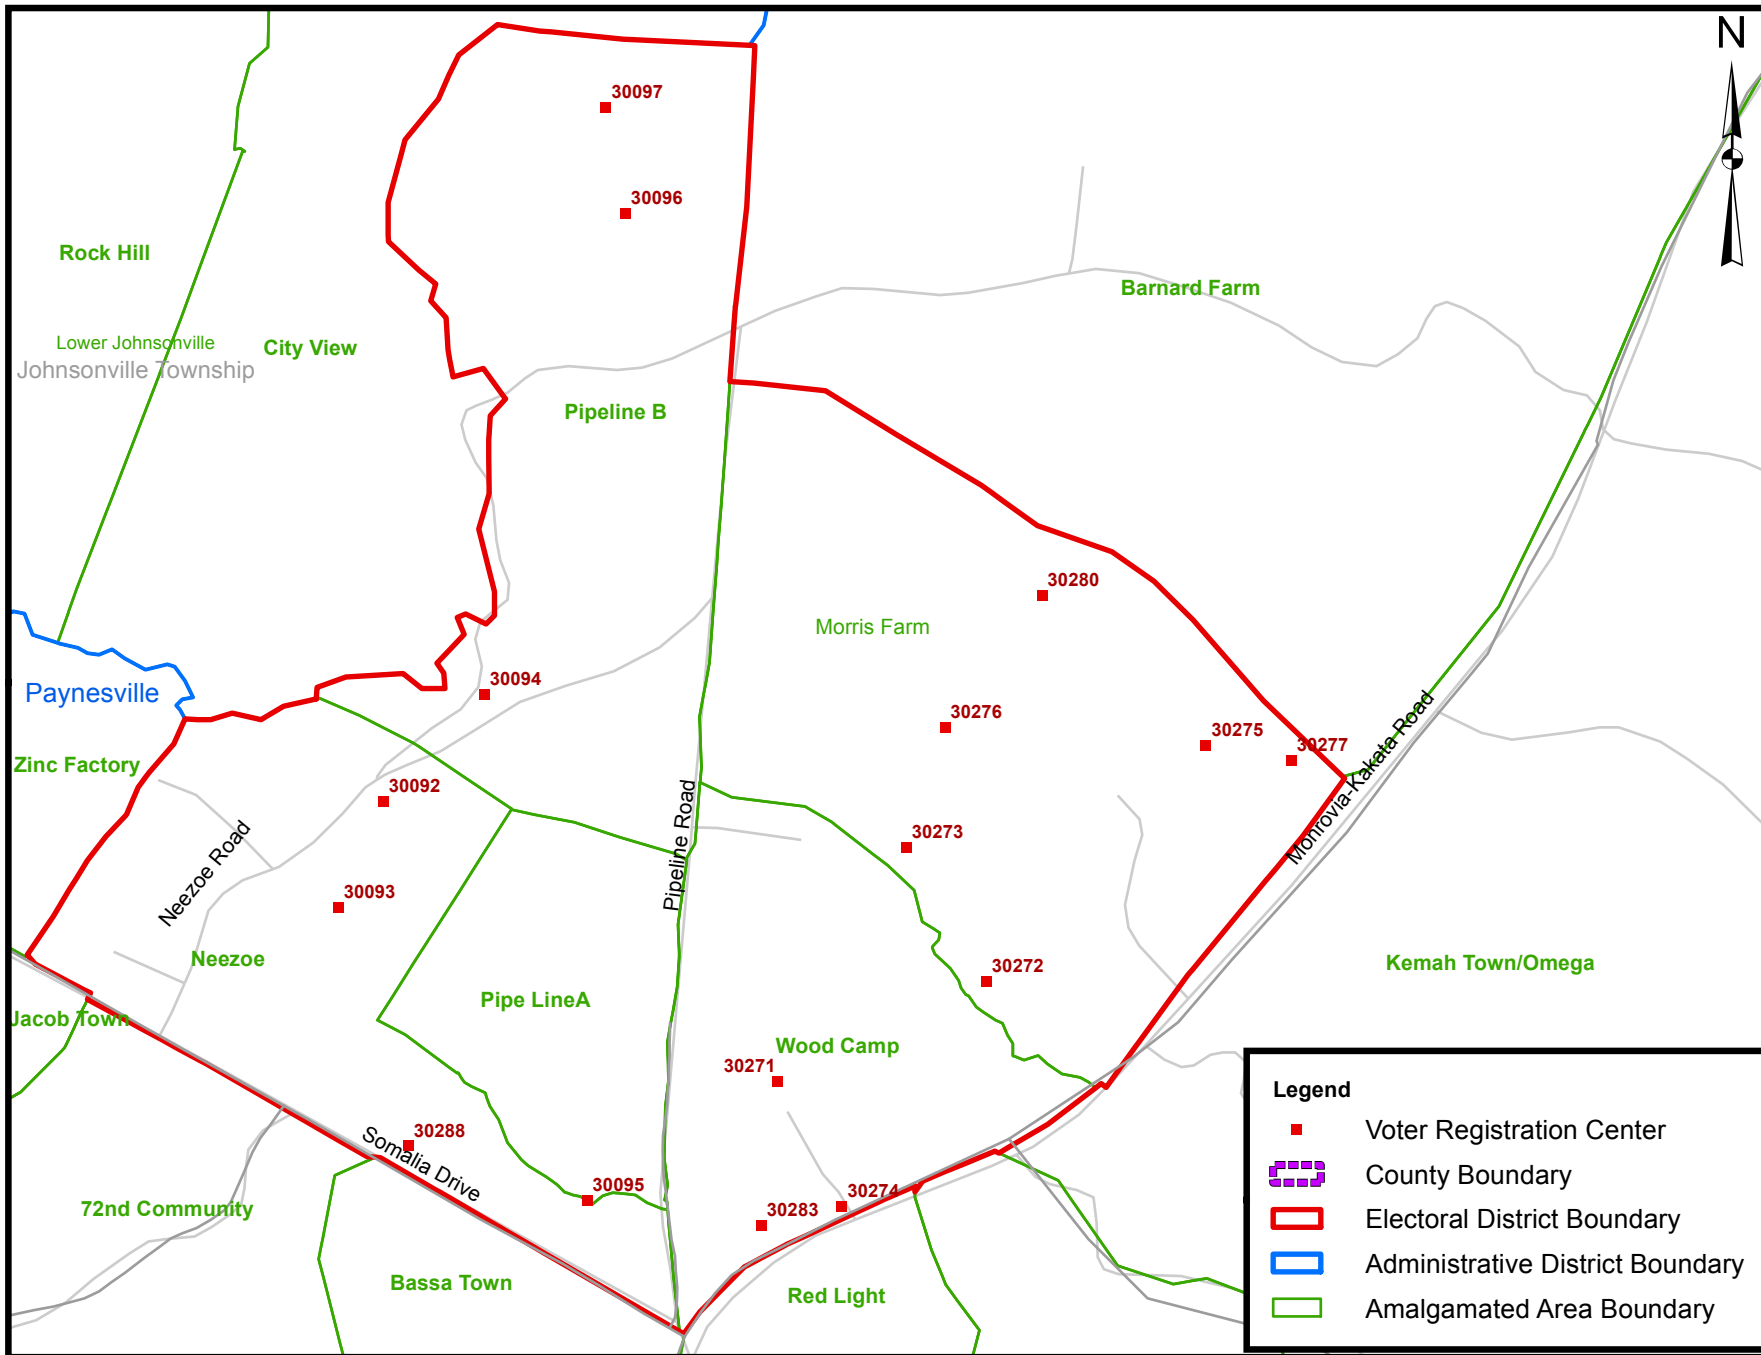 N
30097
30096
Rock Hill
Barnard Farm
Lower Johnsonville
City View
Johnsonville Township
Pipeline B
30280
Morris Farm
30094
Paynesville
30276
30275
30277
Zinc Factory
Monrovia-Kakata Road
30092
Pipeline Road
30273
Neezoe Road
30093
Neezoe
30272
Kemah Town/Omega
Pipe LineA
Jacob Town
Wood Camp
30271
30288
Somalia Drive
30095
30274
30283
72nd Community
Bassa Town
Red Light
Legend
Voter Registration Center
County Boundary
Electoral District Boundary
Administrative District Boundary
Amalgamated Area Boundary